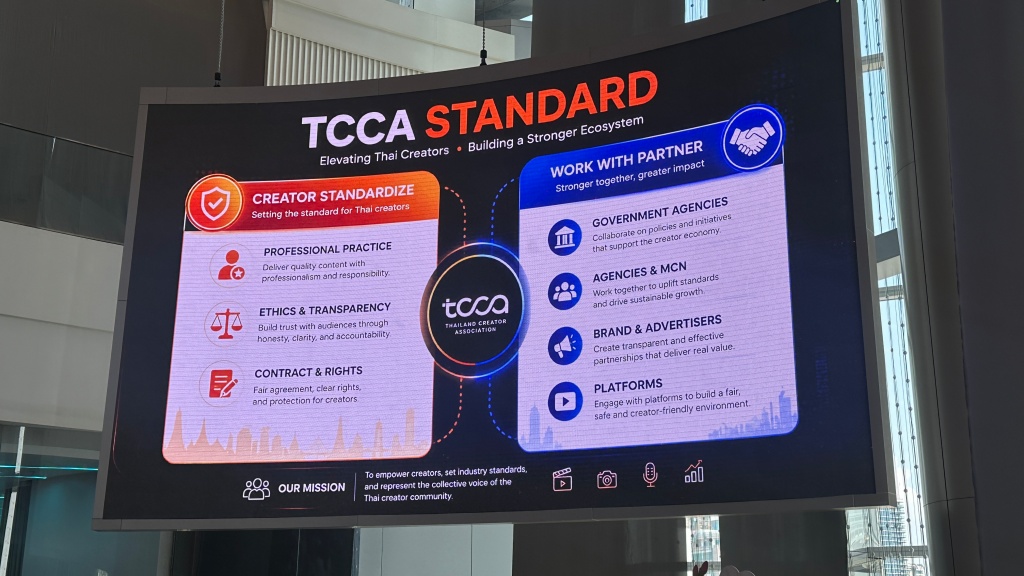 TCCA STANDARD
Elevating Thai Creators • Building a Stronger Ecosystem
CREATOR STANDARDIZE
Setting the standard for Thai creators
PROFESSIONAL PRACTICE
Deliver quality content with
professionalism and responsibility.
ETHICS & TRANSPARENCY
Build trust with audiences through
honesty, clarity, and accountability
CONTRACT & RIGHTS
Fair agreement, clear rights,
and protection for creators
tcca
THAILAND CREATOR
ASSOCIATION
WORK WITH PARTNER
Stronger together, greater impact
GOVERNMENT AGENCIES
Collaborate on policies and initiatives
that support the creator economy.
AGENCIES & MCN
Work together to uplift standards
and drive sustainable growth.
BRAND & ADVERTISERS
Create transparent and effective
partnerships that deliver real value.
PLATFORMS
Engage with platforms to build a fair,
safe and creator-friendly environment.
OUR MISSION
To empower creators, set industry standards,
and represent the collective voice of the
Thai creator community.